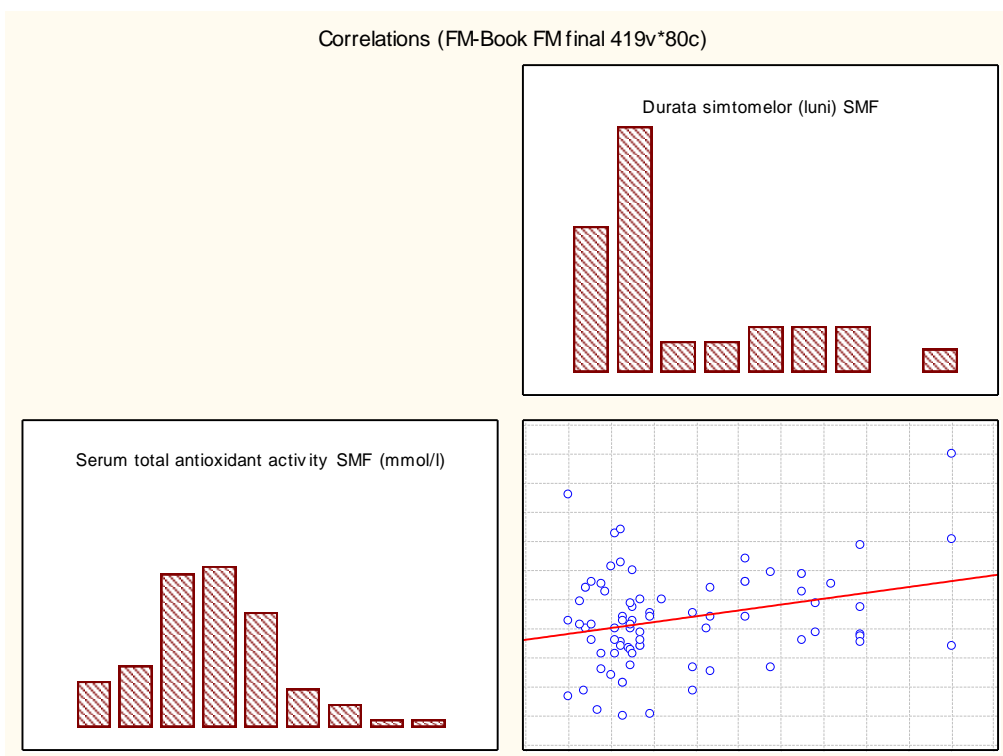 Correlations (FM-Book FM final 419v*80c)
Durata simtomelor (luni) SMF
Serum total antioxidant activity SMF (mmol/l)